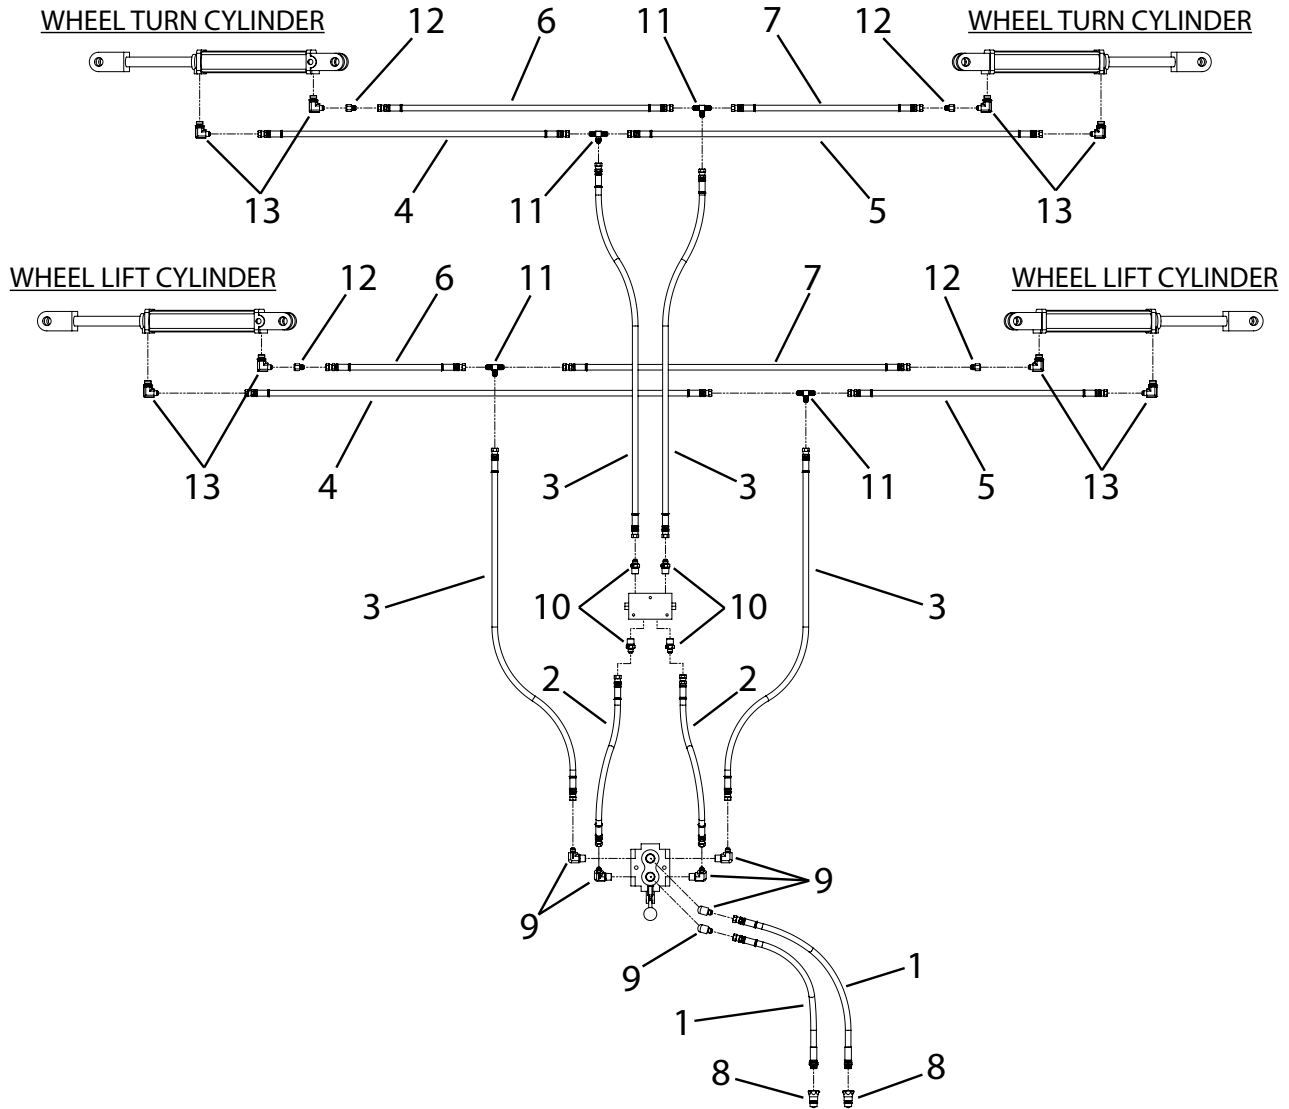 WHEEL TURN CYLINDER 12 6 11 7 12 WHEEL TURN CYLINDER
13 4 11 5 13
WHEEL LIFT CYLINDER 12 6 11 7 12 WHEEL LIFT CYLINDER
13 4 3 3 11 5 13
3 10 10 3
2 2
9 9
9 1
1
8 8